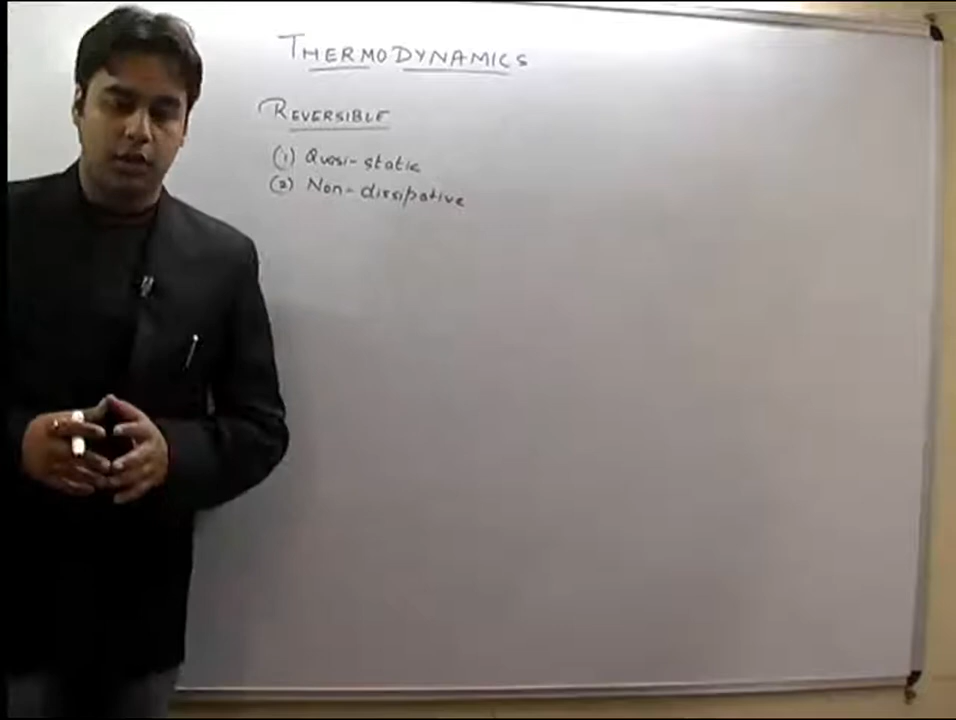 THERMODYNAMICS
REVERSIBLE
(1) Quasi-static
(2) Non-dissipative